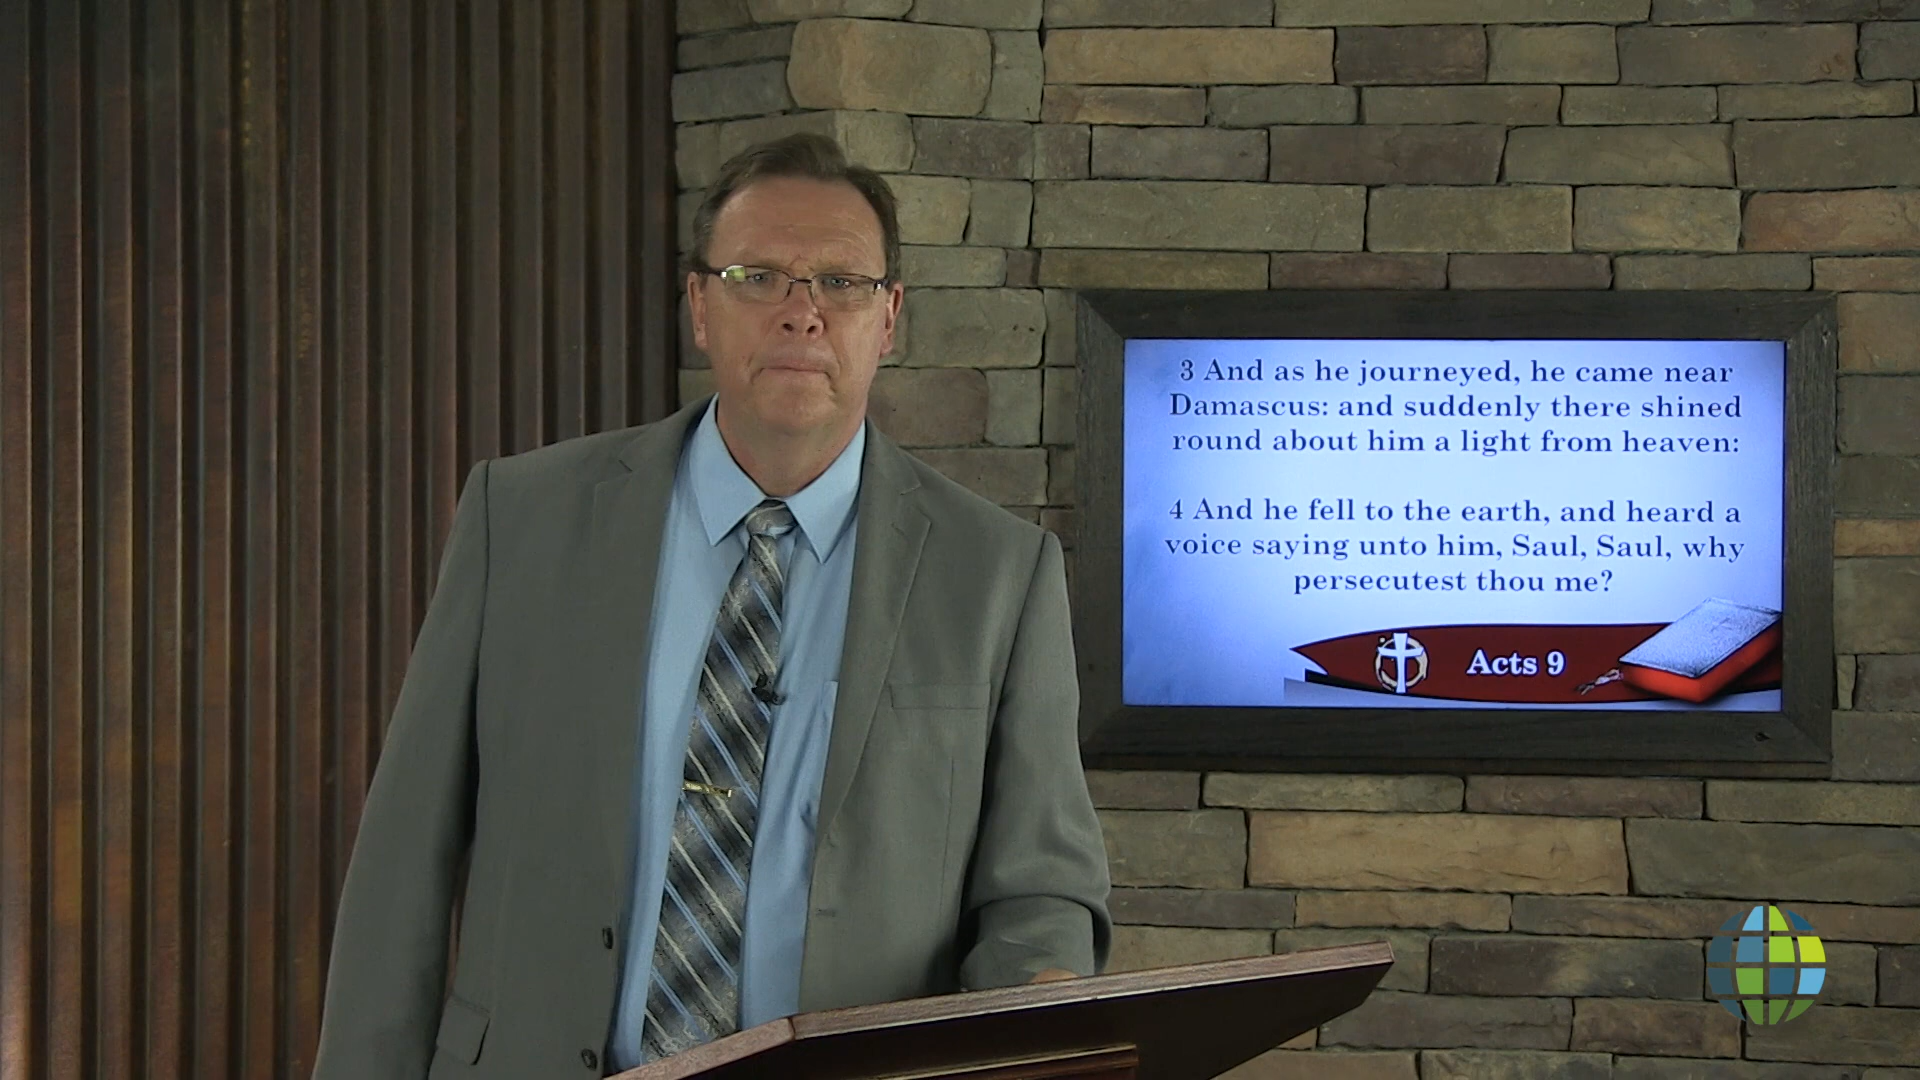 3 And as he journeyed, he came near
Damascus: and suddenly there shined
round about him a light from heaven:
4 And he fell to the earth, and heard a
voice saying unto him, Saul, Saul, why
persecutest thou me?
Acts 9